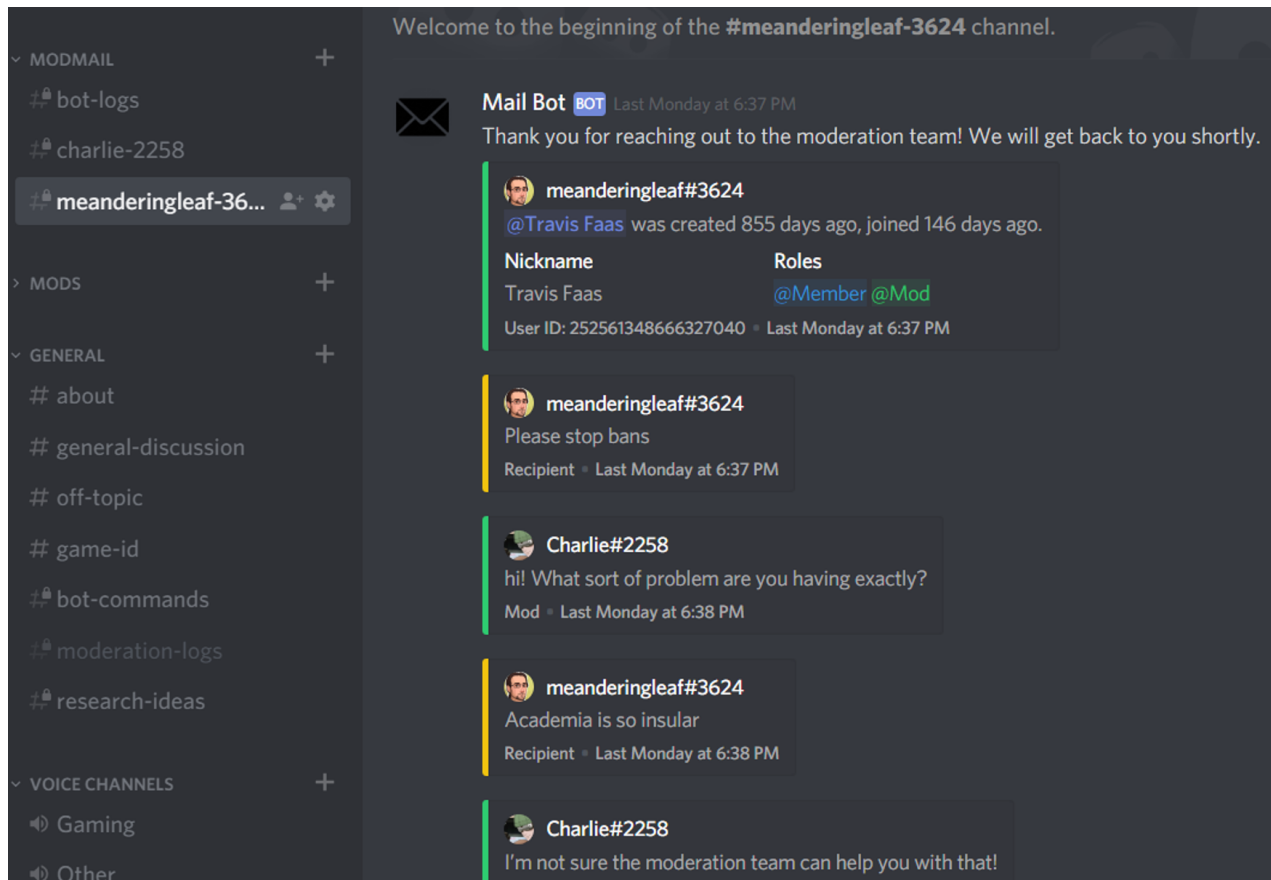 MODMAIL
bot-logs
charlie-2258
meanderingleaf-36...
MODS
GENERAL
about
general-discussion
off-topic
game-id
bot-commands
moderation-logs
research-ideas
VOICE CHANNELS
Gaming
Other
Welcome to the beginning of the #meanderingleaf-3624 channel.
Mail Bot BOT Last Monday at 6:37 PM
Thank you for reaching out to the moderation team! We will get back to you shortly.
meanderingleaf#3624
@Travis Faas was created 855 days ago, joined 146 days ago.
Nickname Roles
Travis Faas @Member @Mod
User ID: 252561348666327040 • Last Monday at 6:37 PM
meanderingleaf#3624
Please stop bans
Recipient • Last Monday at 6:37 PM
Charlie#2258
hi! What sort of problem are you having exactly?
Mod • Last Monday at 6:38 PM
meanderingleaf#3624
Academia is so insular
Recipient • Last Monday at 6:38 PM
Charlie#2258
I'm not sure the moderation team can help you with that!